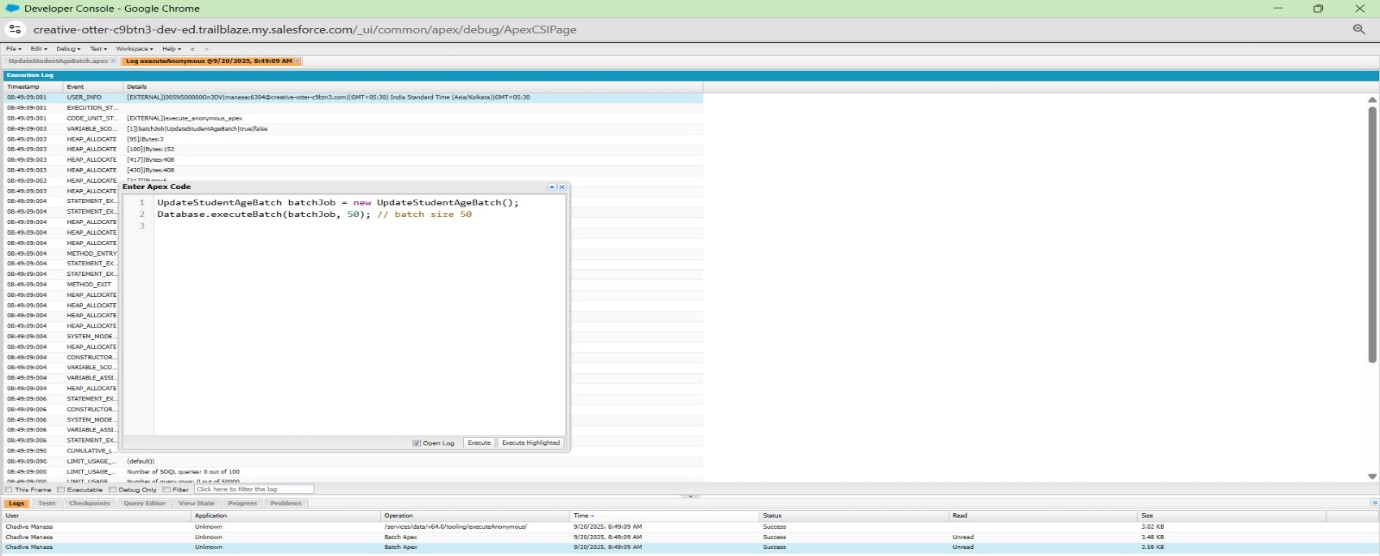 Developer Console - Google Chrome
creative-otter-c9btn3-dev-ed.trailblaze.my.salesforce.com/_ui/common/apex/debug/ApexCSIPage
File Edit Debug Test Workspace Help < >
UpdateStudentAgeBatch.apxc Log executeAnonymous @9/20/2025, 8:49:09 AM
Execution Log
Timestamp Event Details
08:49:09:001 USER_INFO [EXTERNAL]|005NS00000On3DV|manasac6304@creative-otter-c9btn3.com|(GMT+05:30) India Standard Time (Asia/Kolkata)|GMT+05:30
08:49:09:001 EXECUTION_ST...
08:49:09:001 CODE_UNIT_ST... [EXTERNAL]|execute_anonymous_apex
08:49:09:003 VARIABLE_SCO... [1]|batchJob|UpdateStudentAgeBatch|true|false
08:49:09:003 HEAP_ALLOCATE [95]|Bytes:3
08:49:09:003 HEAP_ALLOCATE [100]|Bytes:152
08:49:09:003 HEAP_ALLOCATE [417]|Bytes:408
08:49:09:003 HEAP_ALLOCATE [430]|Bytes:408
08:49:09:003 HEAP_ALLOCATE
08:49:09:003 HEAP_ALLOCATE
08:49:09:004 STATEMENT_EX...
08:49:09:004 STATEMENT_EX...
08:49:09:004 HEAP_ALLOCATE
08:49:09:004 HEAP_ALLOCATE
08:49:09:004 HEAP_ALLOCATE
08:49:09:004 METHOD_ENTRY
08:49:09:004 STATEMENT_EX...
08:49:09:004 STATEMENT_EX...
08:49:09:004 METHOD_EXIT
08:49:09:004 HEAP_ALLOCATE
08:49:09:004 HEAP_ALLOCATE
08:49:09:004 HEAP_ALLOCATE
08:49:09:004 HEAP_ALLOCATE
08:49:09:004 SYSTEM_MODE...
08:49:09:004 HEAP_ALLOCATE
08:49:09:004 CONSTRUCTOR...
08:49:09:004 VARIABLE_SCO...
08:49:09:004 VARIABLE_ASSI...
08:49:09:004 HEAP_ALLOCATE
08:49:09:006 STATEMENT_EX...
08:49:09:006 CONSTRUCTOR...
08:49:09:006 SYSTEM_MODE...
08:49:09:006 VARIABLE_ASSI...
08:49:09:006 STATEMENT_EX...
08:49:09:090 CUMULATIVE_L...
08:49:09:090 LIMIT_USAGE_... (default)|
08:49:09:000 LIMIT_USAGE_... Number of SOQL queries: 0 out of 100
08:49:09:000 LIMIT_USAGE Number of query rows: 0 out of 50000
Enter Apex Code
1 UpdateStudentAgeBatch batchJob = new UpdateStudentAgeBatch();
2 Database.executeBatch(batchJob, 50); // batch size 50
3
Open Log Execute Execute Highlighted
This Frame Executable Debug Only Filter Click here to filter the log
Logs Tests Checkpoints Query Editor View State Progress Problems
User Application Operation Time Status Read Size
Chadive Manasa Unknown /services/data/v64.0/tooling/executeAnonymous/ 9/20/2025, 8:49:09 AM Success 3.02 KB
Chadive Manasa Unknown Batch Apex 9/20/2025, 8:49:09 AM Success Unread 3.48 KB
Chadive Manasa Unknown Batch Apex 9/20/2025, 8:49:09 AM Success Unread 3.58 KB